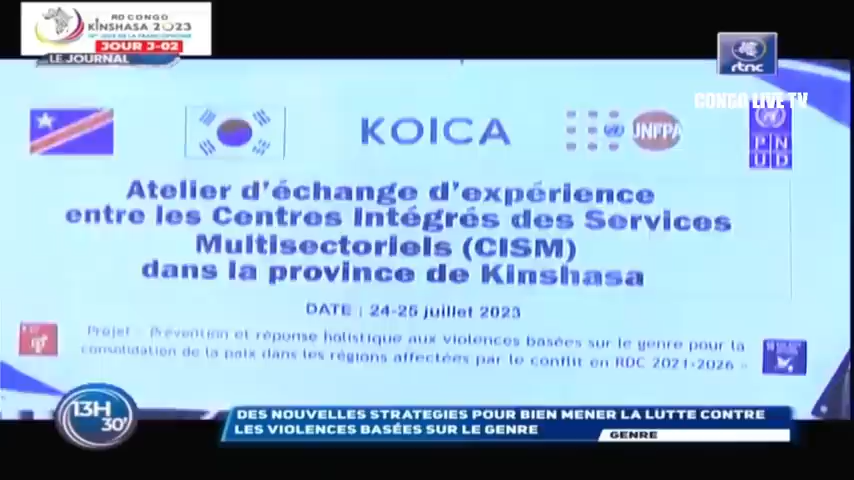 RD CONGO
KINSHASA 2023
JOUR J-02
LE JOURNAL
rtnc
CONGO LIVE TV
KOICA
UNFPA
PN
UD
Atelier d'échange d'expérience
entre les Centres Intégrés des Services
Multisectoriels (CISM)
dans la province de Kinshasa
DATE : 24-25 juillet 2023
Projet « Prévention et réponse holistique aux violences basées sur le genre pour la
consolidation de la paix dans les régions affectées par le conflit en RDC 2021-2026 »
13H
30'
DES NOUVELLES STRATEGIES POUR BIEN MENER LA LUTTE CONTRE
LES VIOLENCES BASÉES SUR LE GENRE
GENRE